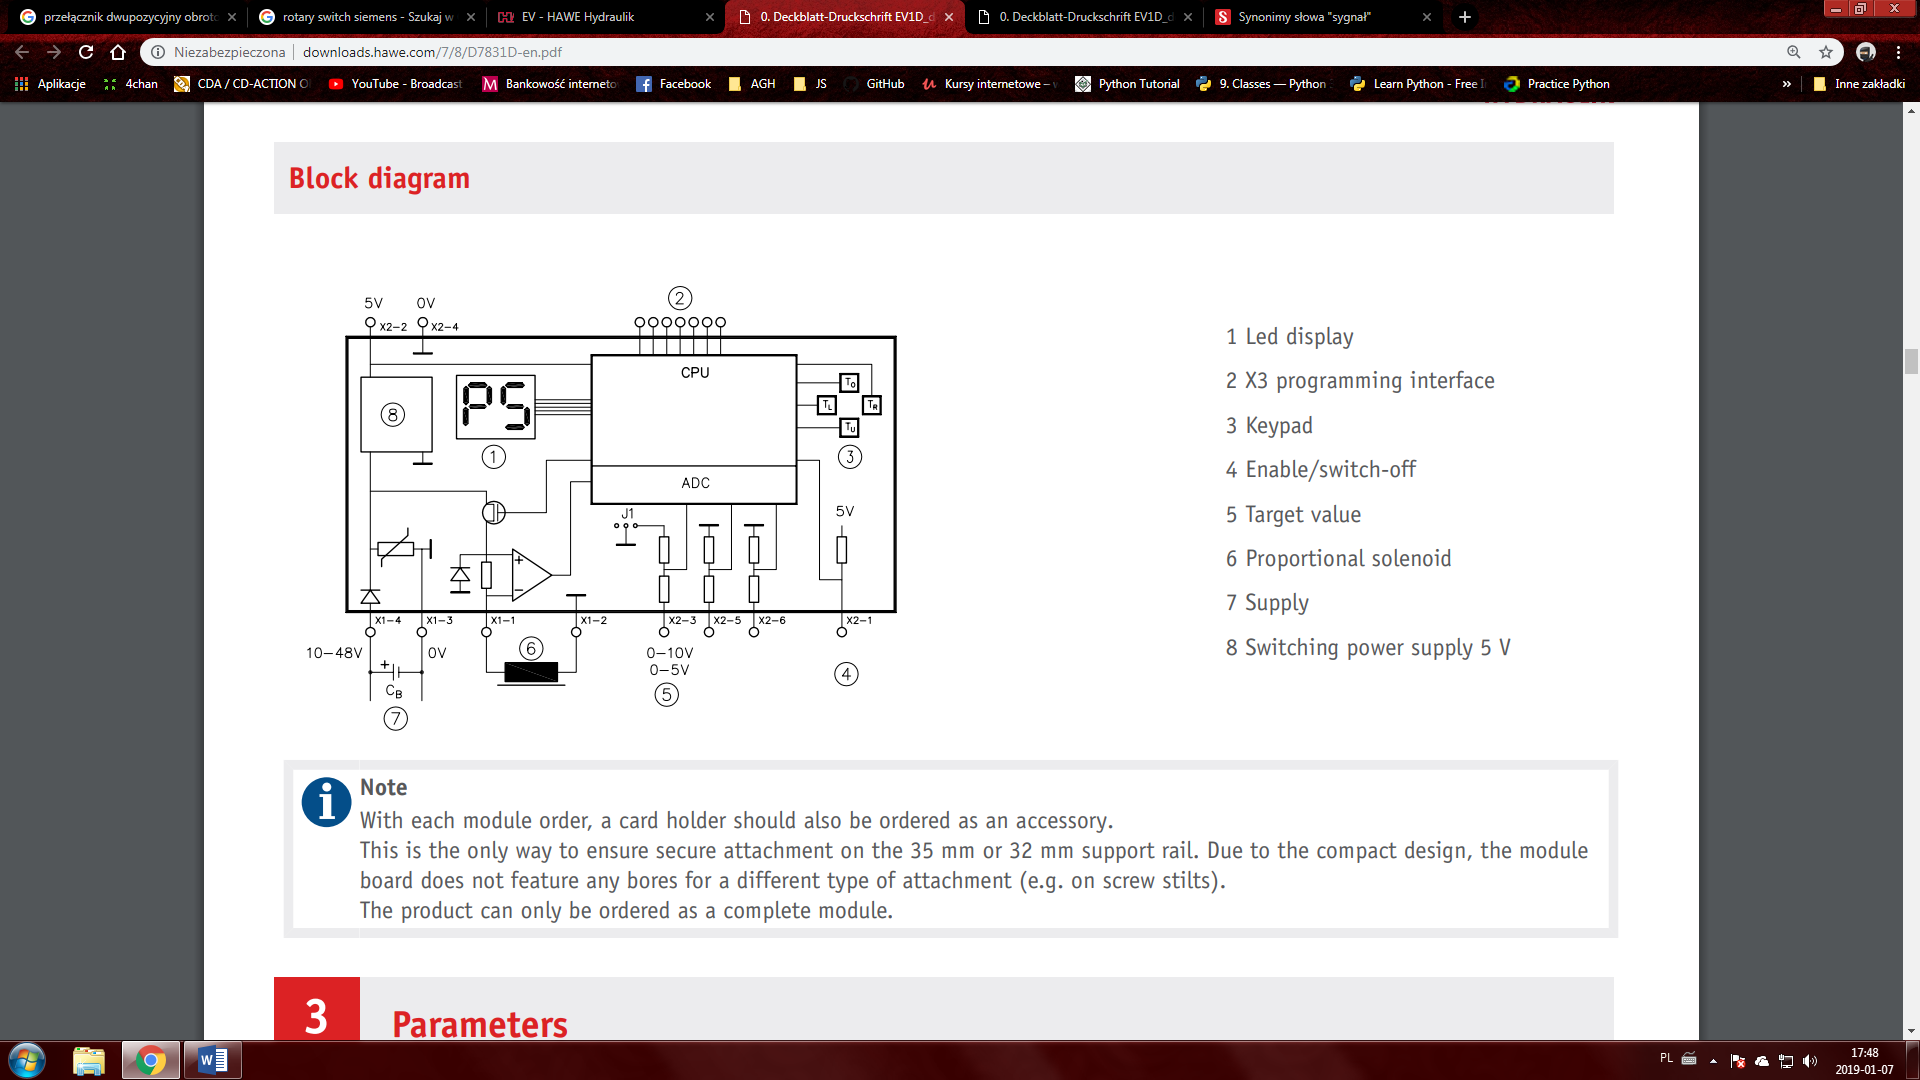 przełącznik dwupozycyjny obroto
rotary switch siemens - Szukaj w
EV - HAWE Hydraulik
0. Deckblatt-Druckschrift EV1D_d
0. Deckblatt-Druckschrift EV1D_d
Synonimy słowa "sygnał"
Niezabezpieczona
downloads.hawe.com/7/8/D7831D-en.pdf
Aplikacje
4chan
CDA / CD-ACTION O
YouTube - Broadcast
Bankowość interneto
Facebook
AGH
JS
GitHub
Kursy internetowe –
Python Tutorial
9. Classes — Python
Learn Python - Free I
Practice Python
»
Inne zakładki
Block diagram
5V
0V
2
X2-2
X2-4
CPU
To
TL
TR
TU
8
PS
1
3
ADC
J1
5V
+
−
X1-4
X1-3
X1-1
X1-2
X2-3
X2-5
X2-6
X2-1
10-48V
0V
6
0-10V
0-5V
4
+
CB
5
7
1 Led display
2 X3 programming interface
3 Keypad
4 Enable/switch-off
5 Target value
6 Proportional solenoid
7 Supply
8 Switching power supply 5 V
i
Note
With each module order, a card holder should also be ordered as an accessory.
This is the only way to ensure secure attachment on the 35 mm or 32 mm support rail. Due to the compact design, the module
board does not feature any bores for a different type of attachment (e.g. on screw stilts).
The product can only be ordered as a complete module.
3
Parameters
PL
17:48
2019-01-07